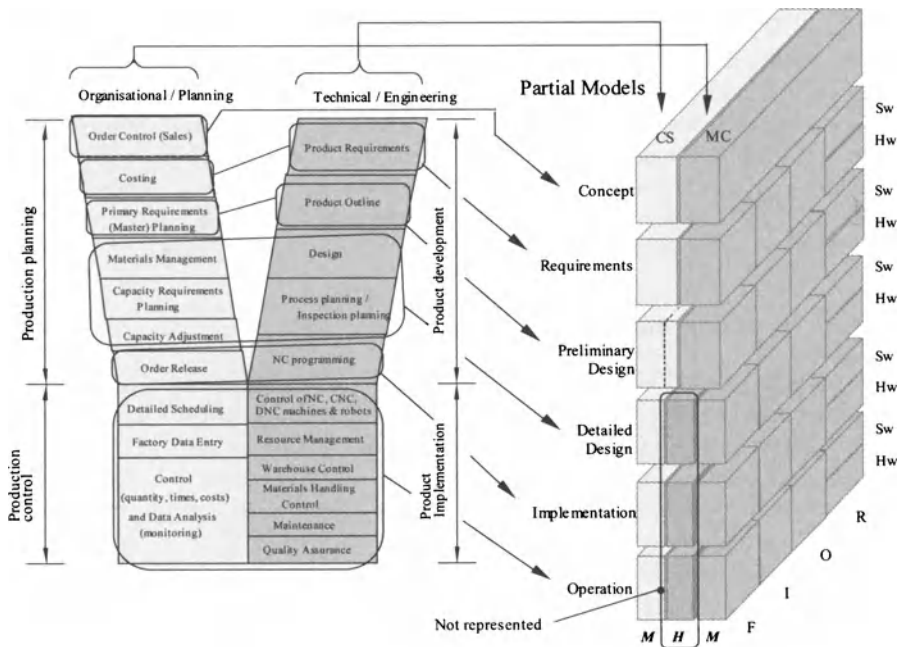 Organisational / Planning
Technical / Engineering
Partial Models
Production planning
Production
control
Order Control (Sales)
Costing
Primary Requirements
(Master) Planning
Materials Management
Capacity Requirements
Planning
Capacity Adjustment
Order Release
Detailed Scheduling
Factory Data Entry
Control
(quantity, times, costs)
and Data Analysis
(monitoring)
Product Requirements
Product Outline
Design
Process planning /
Inspection planning
NC programming
Control of NC, CNC,
DNC machines & robots
Resource Management
Warehouse Control
Materials Handling
Control
Maintenance
Quality Assurance
Product development
Product
Implementation
CS
MC
Concept
Requirements
Preliminary
Design
Detailed
Design
Implementation
Operation
Not represented
M
H
M
F
I
O
R
Sw
Hw
Sw
Hw
Sw
Hw
Sw
Hw
Sw
Hw